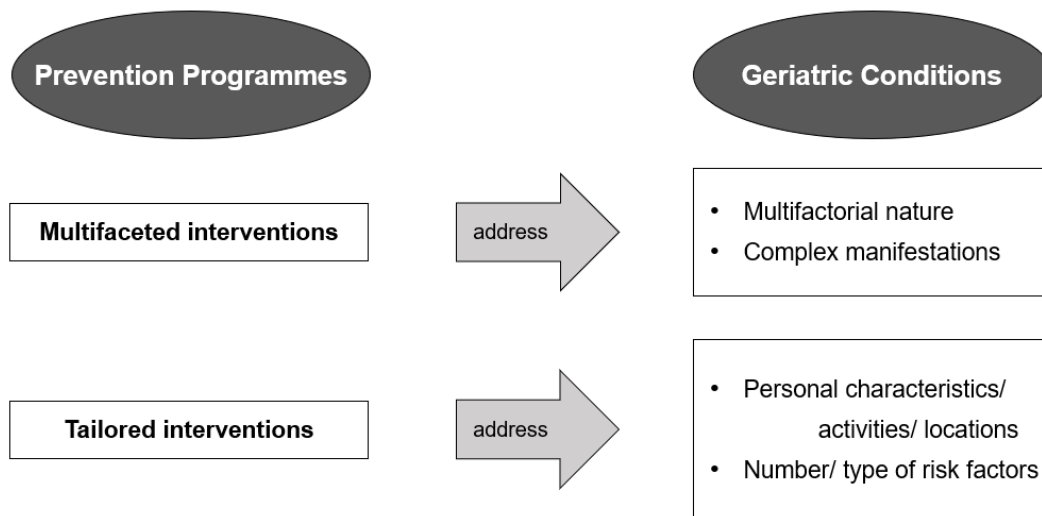 Prevention Programmes
Geriatric Conditions
Multifaceted interventions
address
• Multifactorial nature
• Complex manifestations
Tailored interventions
address
• Personal characteristics/
activities/ locations
• Number/ type of risk factors